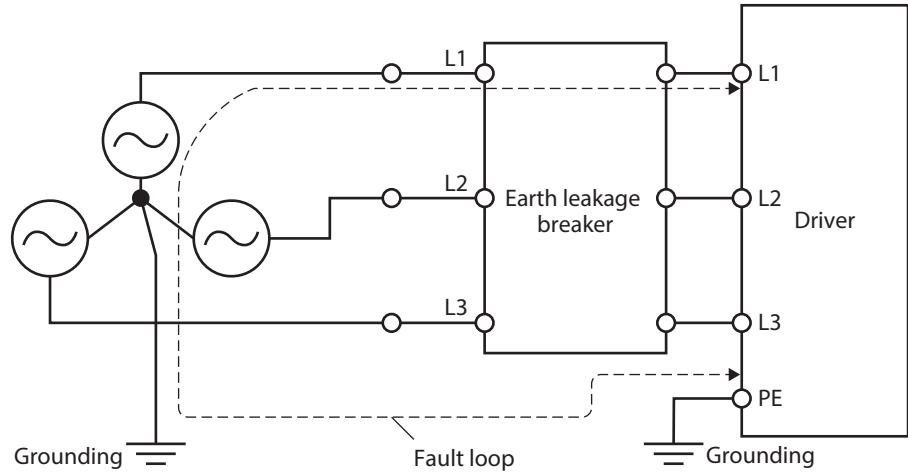 L1
L1
L2
Earth leakage
breaker
L2
Driver
L3
L3
PE
Grounding
Fault loop
Grounding